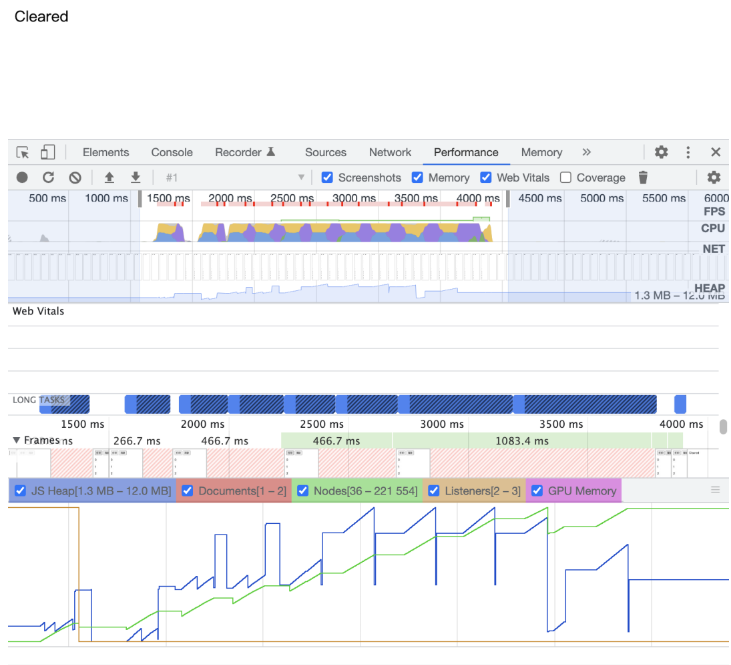 Cleared
Elements Console Recorder Sources Network Performance Memory »
#1 Screenshots Memory Web Vitals Coverage
500 ms 1000 ms 1500 ms 2000 ms 2500 ms 3000 ms 3500 ms 4000 ms 4500 ms 5000 ms 5500 ms 6000
FPS
CPU
NET
HEAP
1.3 MB – 12.0 MB
Web Vitals
LONG TASKS
1500 ms 2000 ms 2500 ms 3000 ms 3500 ms 4000 ms
Frames 266.7 ms 466.7 ms 466.7 ms 1083.4 ms
JS Heap[1.3 MB – 12.0 MB] Documents[1 – 2] Nodes[36 – 221 554] Listeners[2 – 3] GPU Memory